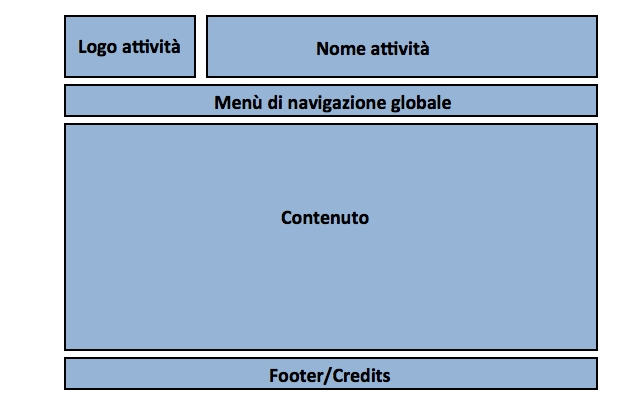 Logo attività
Nome attività
Menù di navigazione globale
Contenuto
Footer/Credits